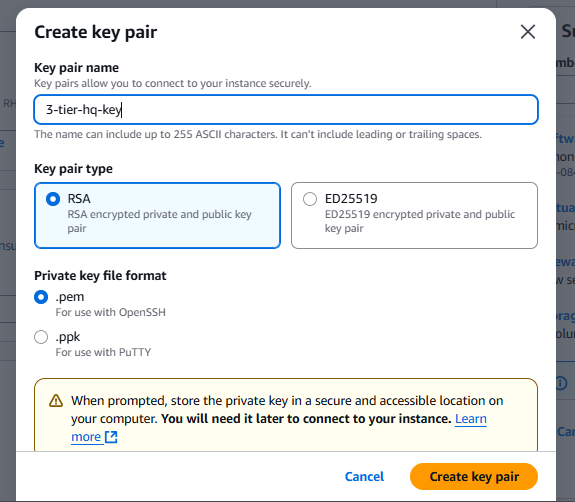 Create key pair
Key pair name
Key pairs allow you to connect to your instance securely.
3-tier-hq-key
The name can include up to 255 ASCII characters. It can't include leading or trailing spaces.
Key pair type
RSA
RSA encrypted private and public key
pair
ED25519
ED25519 encrypted private and public
key pair
Private key file format
.pem
For use with OpenSSH
.ppk
For use with PuTTY
When prompted, store the private key in a secure and accessible location on
your computer. You will need it later to connect to your instance. Learn
more
Cancel
Create key pair